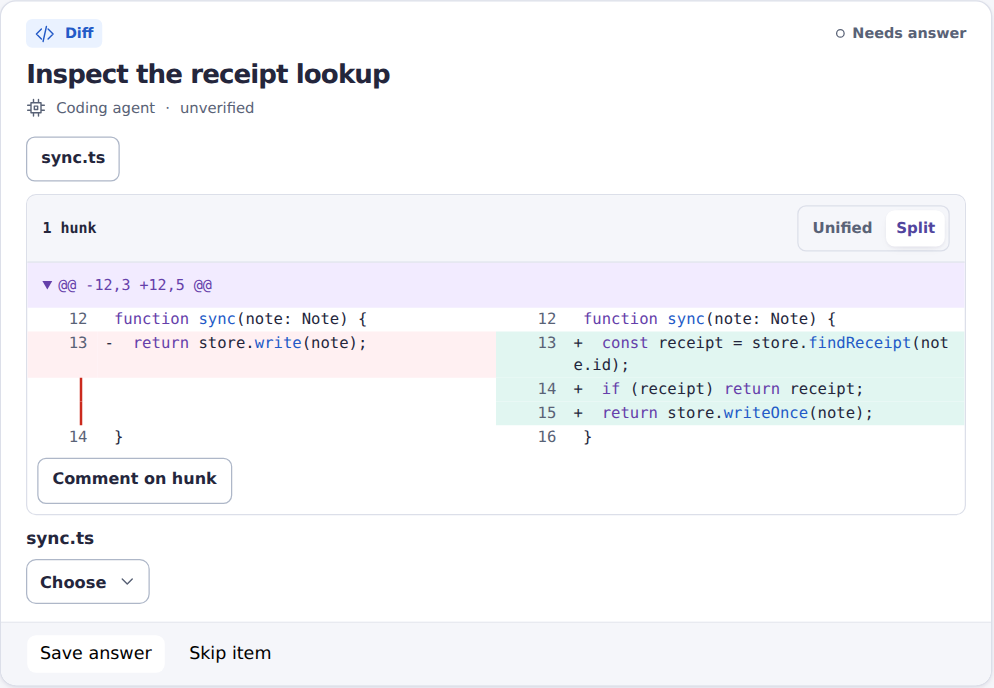 Diff
Needs answer
Inspect the receipt lookup
Coding agent · unverified
sync.ts
1 hunk
Unified Split
@@ -12,3 +12,5 @@
12 function sync(note: Note) {
13 -  return store.write(note);
14 }
12 function sync(note: Note) {
13 +  const receipt = store.findReceipt(not
e.id);
14 +  if (receipt) return receipt;
15 +  return store.writeOnce(note);
16 }
Comment on hunk
sync.ts
Choose
Save answer Skip item